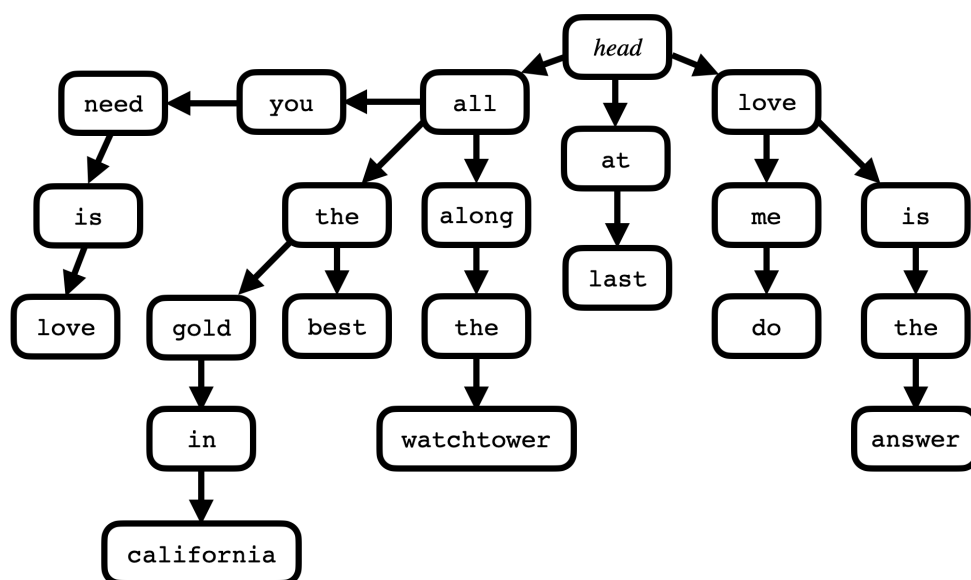 head
need you all love
at
is the along me is
last
love gold best the do the
in watchtower answer
california